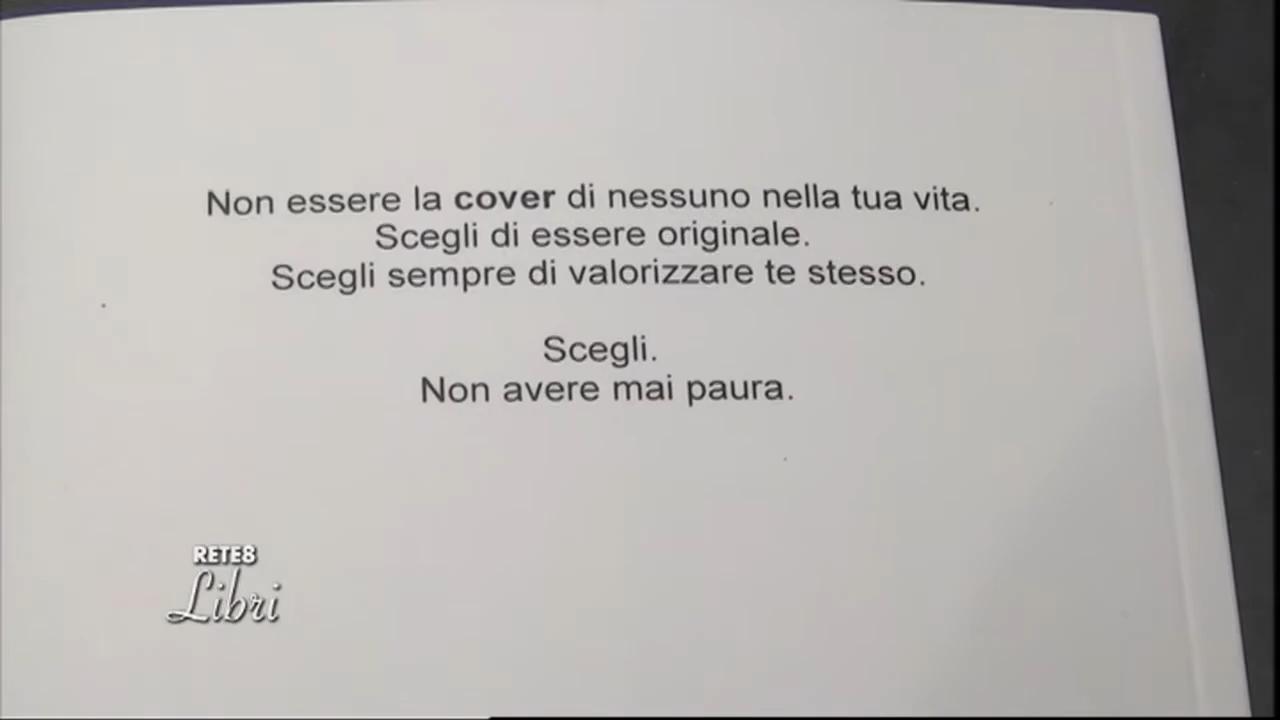 Non essere la cover di nessuno nella tua vita.
Scegli di essere originale.
Scegli sempre di valorizzare te stesso.
Scegli.
Non avere mai paura.
RETE8
Libri